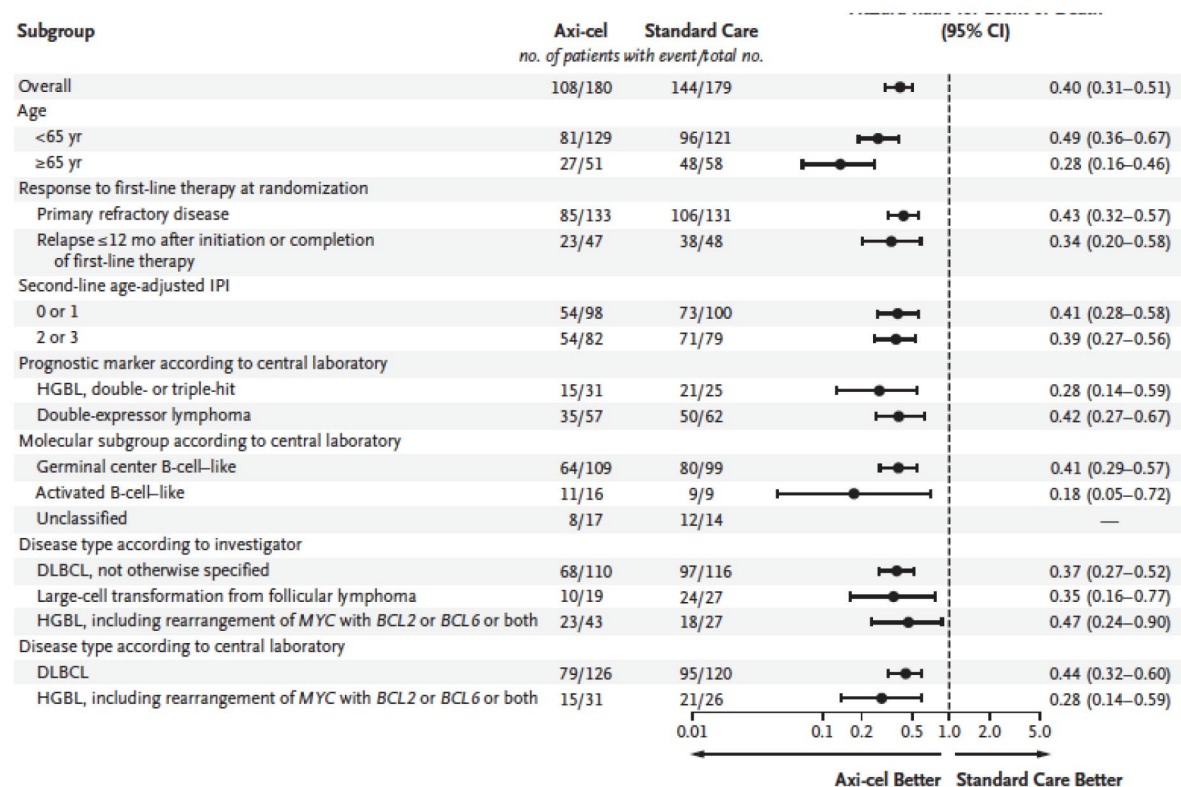 Subgroup Axi-cel Standard Care (95% CI)
no. of patients with event/total no.
Overall 108/180 144/179 0.40 (0.31–0.51)
Age
<65 yr 81/129 96/121 0.49 (0.36–0.67)
≥65 yr 27/51 48/58 0.28 (0.16–0.46)
Response to first-line therapy at randomization
Primary refractory disease 85/133 106/131 0.43 (0.32–0.57)
Relapse ≤12 mo after initiation or completion 23/47 38/48 0.34 (0.20–0.58)
of first-line therapy
Second-line age-adjusted IPI
0 or 1 54/98 73/100 0.41 (0.28–0.58)
2 or 3 54/82 71/79 0.39 (0.27–0.56)
Prognostic marker according to central laboratory
HGBL, double- or triple-hit 15/31 21/25 0.28 (0.14–0.59)
Double-expressor lymphoma 35/57 50/62 0.42 (0.27–0.67)
Molecular subgroup according to central laboratory
Germinal center B-cell–like 64/109 80/99 0.41 (0.29–0.57)
Activated B-cell–like 11/16 9/9 0.18 (0.05–0.72)
Unclassified 8/17 12/14 —
Disease type according to investigator
DLBCL, not otherwise specified 68/110 97/116 0.37 (0.27–0.52)
Large-cell transformation from follicular lymphoma 10/19 24/27 0.35 (0.16–0.77)
HGBL, including rearrangement of MYC with BCL2 or BCL6 or both 23/43 18/27 0.47 (0.24–0.90)
Disease type according to central laboratory
DLBCL 79/126 95/120 0.44 (0.32–0.60)
HGBL, including rearrangement of MYC with BCL2 or BCL6 or both 15/31 21/26 0.28 (0.14–0.59)
0.01 0.1 0.2 0.5 1.0 2.0 5.0
Axi-cel Better Standard Care Better